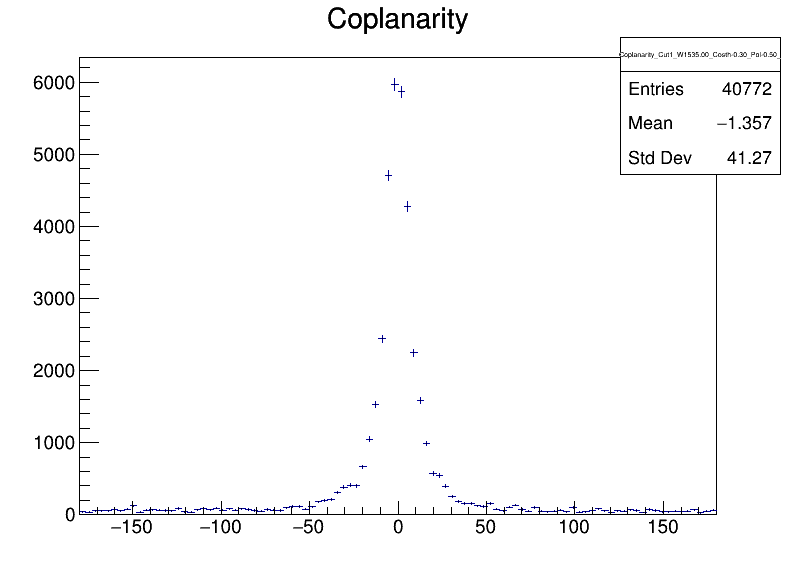 Coplanarity
Coplanarity_Cut1_W1535.00_Costh-0.30_Pol-0.50_
Entries 40772
Mean −1.357
Std Dev 41.27
6000
5000
4000
3000
2000
1000
0
−150 −100 −50 0 50 100 150